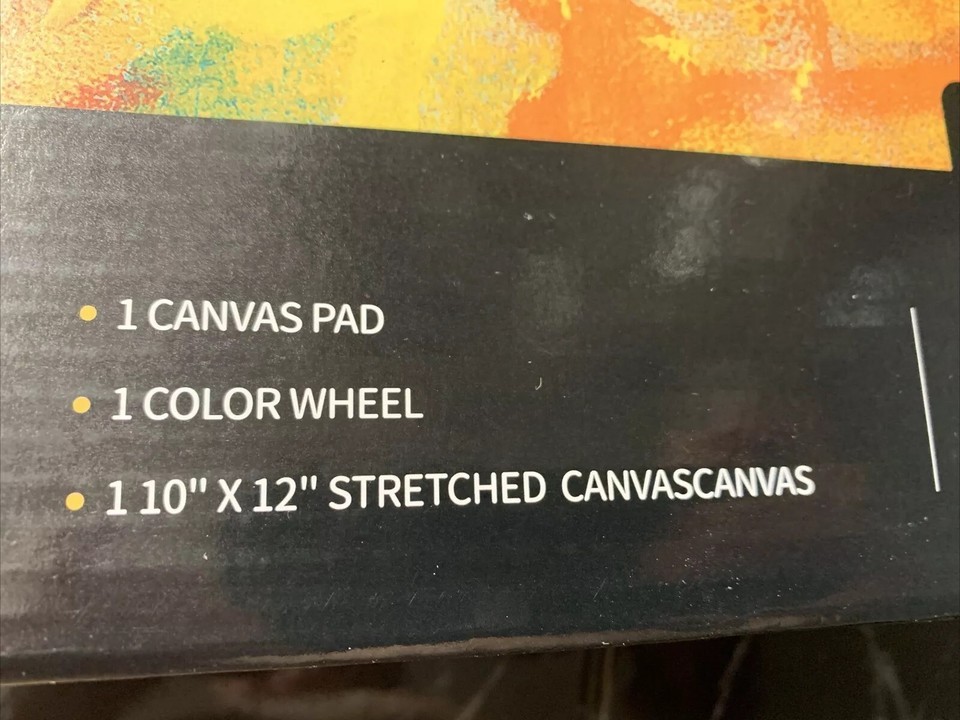 • 1 CANVAS PAD
• 1 COLOR WHEEL
• 1 10" X 12" STRETCHED CANVASCANVAS